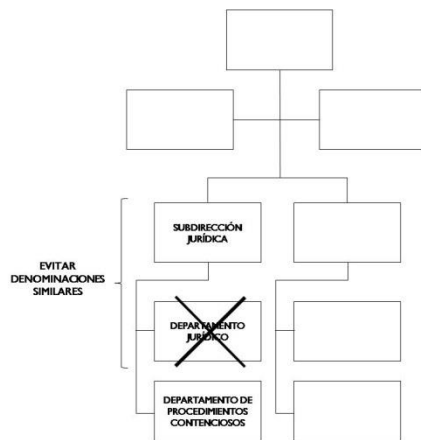 SUBDIRECCIÓN
JURÍDICA
EVITAR
DENOMINACIONES
SIMILARES
DEPARTAMENTO
JURÍDICO
DEPARTAMENTO DE
PROCEDIMIENTOS
CONTENCIOSOS